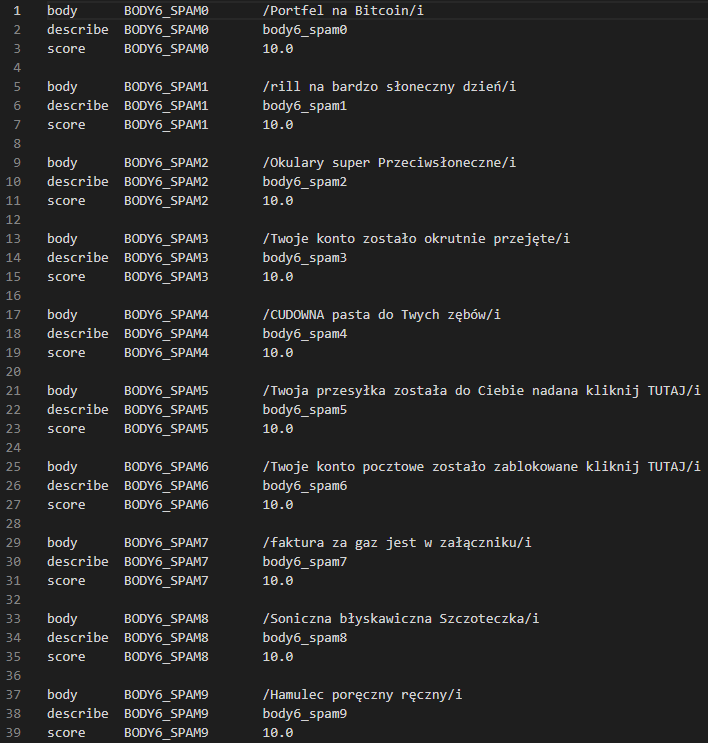 1 body BODY6_SPAM0 /Portfel na Bitcoin/i
2 describe BODY6_SPAM0 body6_spam0
3 score BODY6_SPAM0 10.0
4
5 body BODY6_SPAM1 /rill na bardzo słoneczny dzień/i
6 describe BODY6_SPAM1 body6_spam1
7 score BODY6_SPAM1 10.0
8
9 body BODY6_SPAM2 /Okulary super Przeciwsłoneczne/i
10 describe BODY6_SPAM2 body6_spam2
11 score BODY6_SPAM2 10.0
12
13 body BODY6_SPAM3 /Twoje konto zostało okrutnie przejęte/i
14 describe BODY6_SPAM3 body6_spam3
15 score BODY6_SPAM3 10.0
16
17 body BODY6_SPAM4 /CUDOWNA pasta do Twych zębów/i
18 describe BODY6_SPAM4 body6_spam4
19 score BODY6_SPAM4 10.0
20
21 body BODY6_SPAM5 /Twoja przesyłka została do Ciebie nadana kliknij TUTAJ/i
22 describe BODY6_SPAM5 body6_spam5
23 score BODY6_SPAM5 10.0
24
25 body BODY6_SPAM6 /Twoje konto pocztowe zostało zablokowane kliknij TUTAJ/i
26 describe BODY6_SPAM6 body6_spam6
27 score BODY6_SPAM6 10.0
28
29 body BODY6_SPAM7 /faktura za gaz jest w załączniku/i
30 describe BODY6_SPAM7 body6_spam7
31 score BODY6_SPAM7 10.0
32
33 body BODY6_SPAM8 /Soniczna błyskawiczna Szczoteczka/i
34 describe BODY6_SPAM8 body6_spam8
35 score BODY6_SPAM8 10.0
36
37 body BODY6_SPAM9 /Hamulec poręczny ręczny/i
38 describe BODY6_SPAM9 body6_spam9
39 score BODY6_SPAM9 10.0